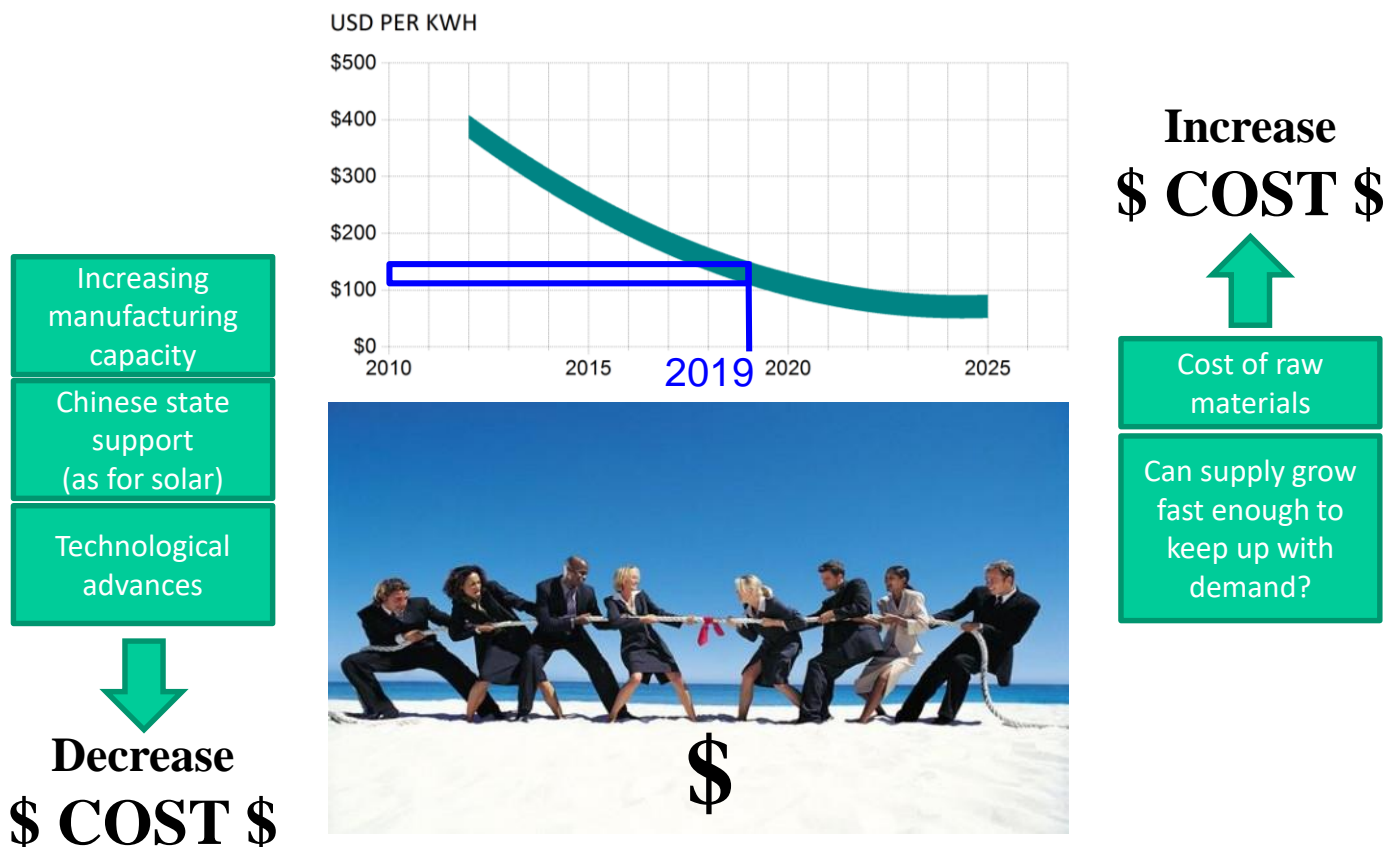 USD PER KWH
$500
$400
$300
$200
$100
$0
2010
2015
2019
2020
2025
Increasing
manufacturing
capacity
Chinese state
support
(as for solar)
Technological
advances
Decrease
$ COST $
$
Increase
$ COST $
Cost of raw
materials
Can supply grow
fast enough to
keep up with
demand?